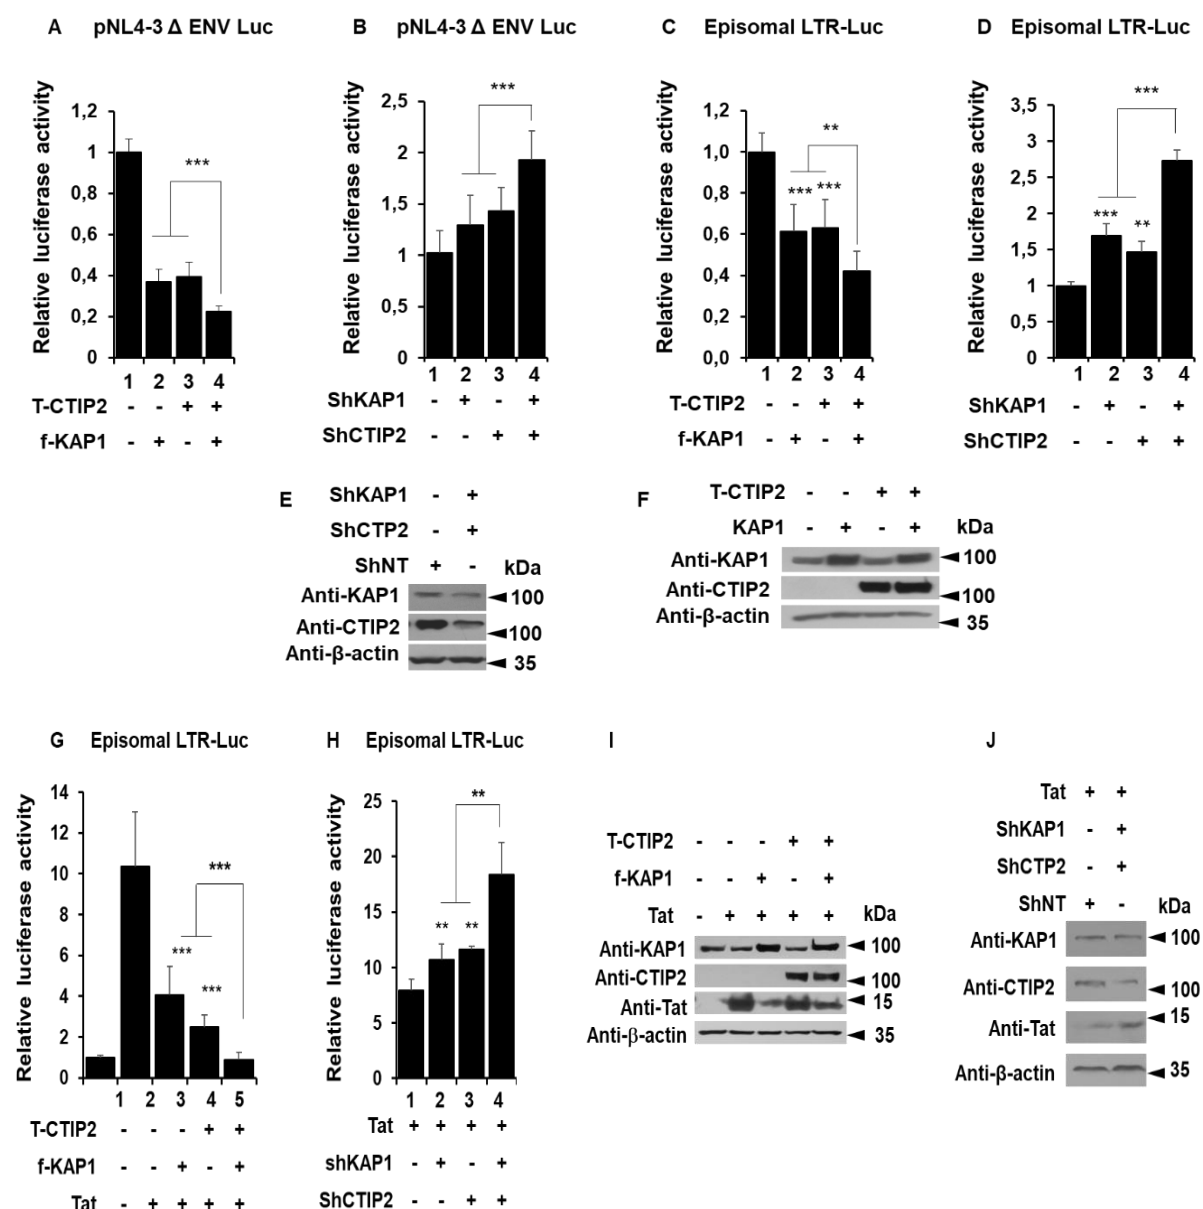 A pNL4-3 Δ ENV Luc
Relative luciferase activity
1,2
1
0,8
0,6
0,4
0,2
0
***
1 2 3 4
T-CTIP2 - - + +
f-KAP1 - + - +
B pNL4-3 Δ ENV Luc
Relative luciferase activity
2,5
2
1,5
1
0,5
0
***
1 2 3 4
ShKAP1 - + - +
ShCTIP2 - - + +
C Episomal LTR-Luc
Relative luciferase activity
1,2
1,0
0,8
0,6
0,4
0,2
0,0
**
*** ***
1 2 3 4
T-CTIP2 - - + +
f-KAP1 - + - +
D Episomal LTR-Luc
Relative luciferase activity
3,5
3
2,5
2
1,5
1
0,5
0
***
*** **
1 2 3 4
ShKAP1 - + - +
ShCTIP2 - - + +
E
ShKAP1 - +
ShCTP2 - +
ShNT + - kDa
Anti-KAP1 100
Anti-CTIP2 100
Anti-β-actin 35
F
T-CTIP2 - - + +
KAP1 - + - + kDa
Anti-KAP1 100
Anti-CTIP2 100
Anti-β-actin 35
G Episomal LTR-Luc
Relative luciferase activity
14
12
10
8
6
4
2
0
***
***
***
1 2 3 4 5
T-CTIP2 - - - + +
f-KAP1 - - + - +
Tat - + + + +
H Episomal LTR-Luc
Relative luciferase activity
25
20
15
10
5
0
**
** **
1 2 3 4
Tat + + + +
shKAP1 - + - +
ShCTIP2 - - + +
I
T-CTIP2 - - - + +
f-KAP1 - - + - +
Tat - + + + + kDa
Anti-KAP1 100
Anti-CTIP2 100
Anti-Tat 15
Anti-β-actin 35
J
Tat + +
ShKAP1 - +
ShCTP2 - +
ShNT + - kDa
Anti-KAP1 100
Anti-CTIP2 100
Anti-Tat 15
Anti-β-actin 35